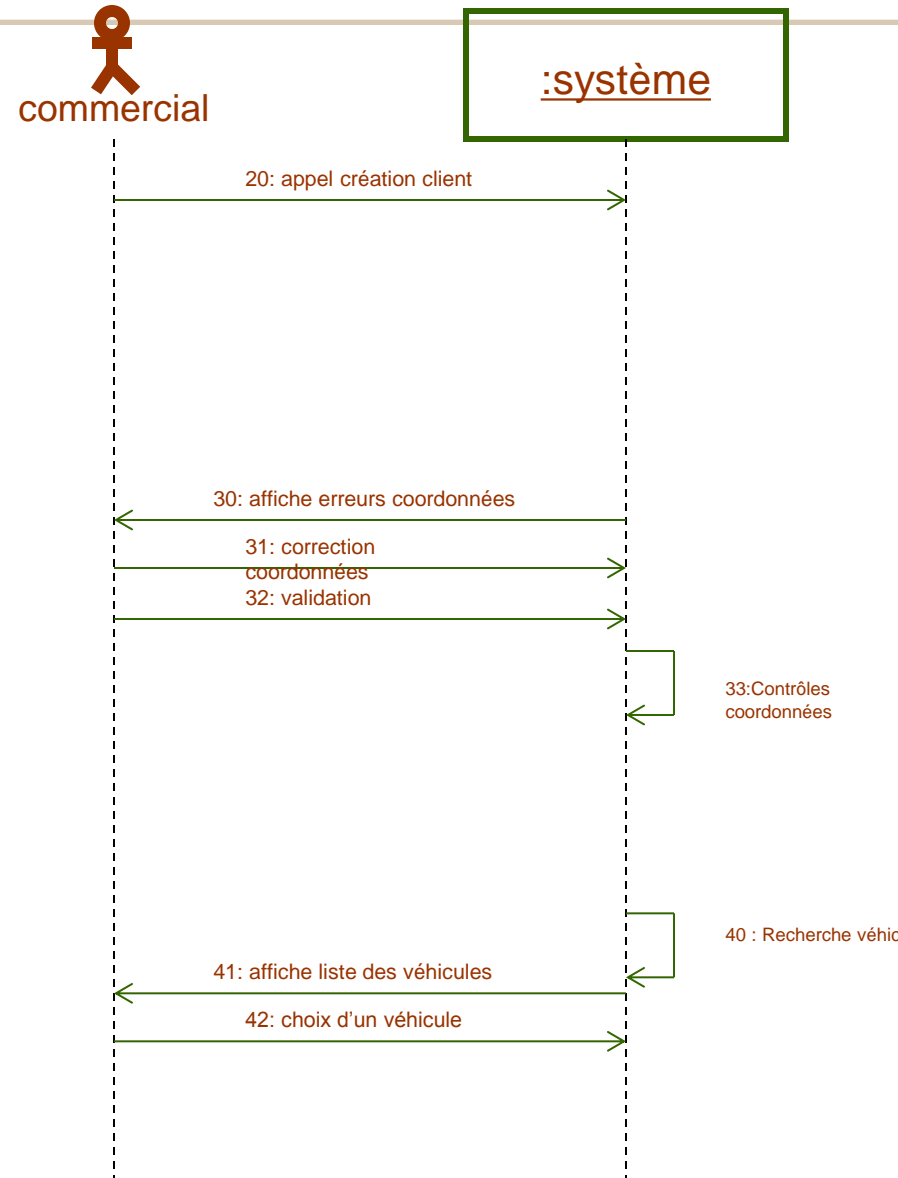 commercial
:système
20: appel création client
30: affiche erreurs coordonnées
31: correction
coordonnées
32: validation
33:Contrôles
coordonnées
40 : Recherche
41: affiche liste des véhicules
42: choix d’un véhicule